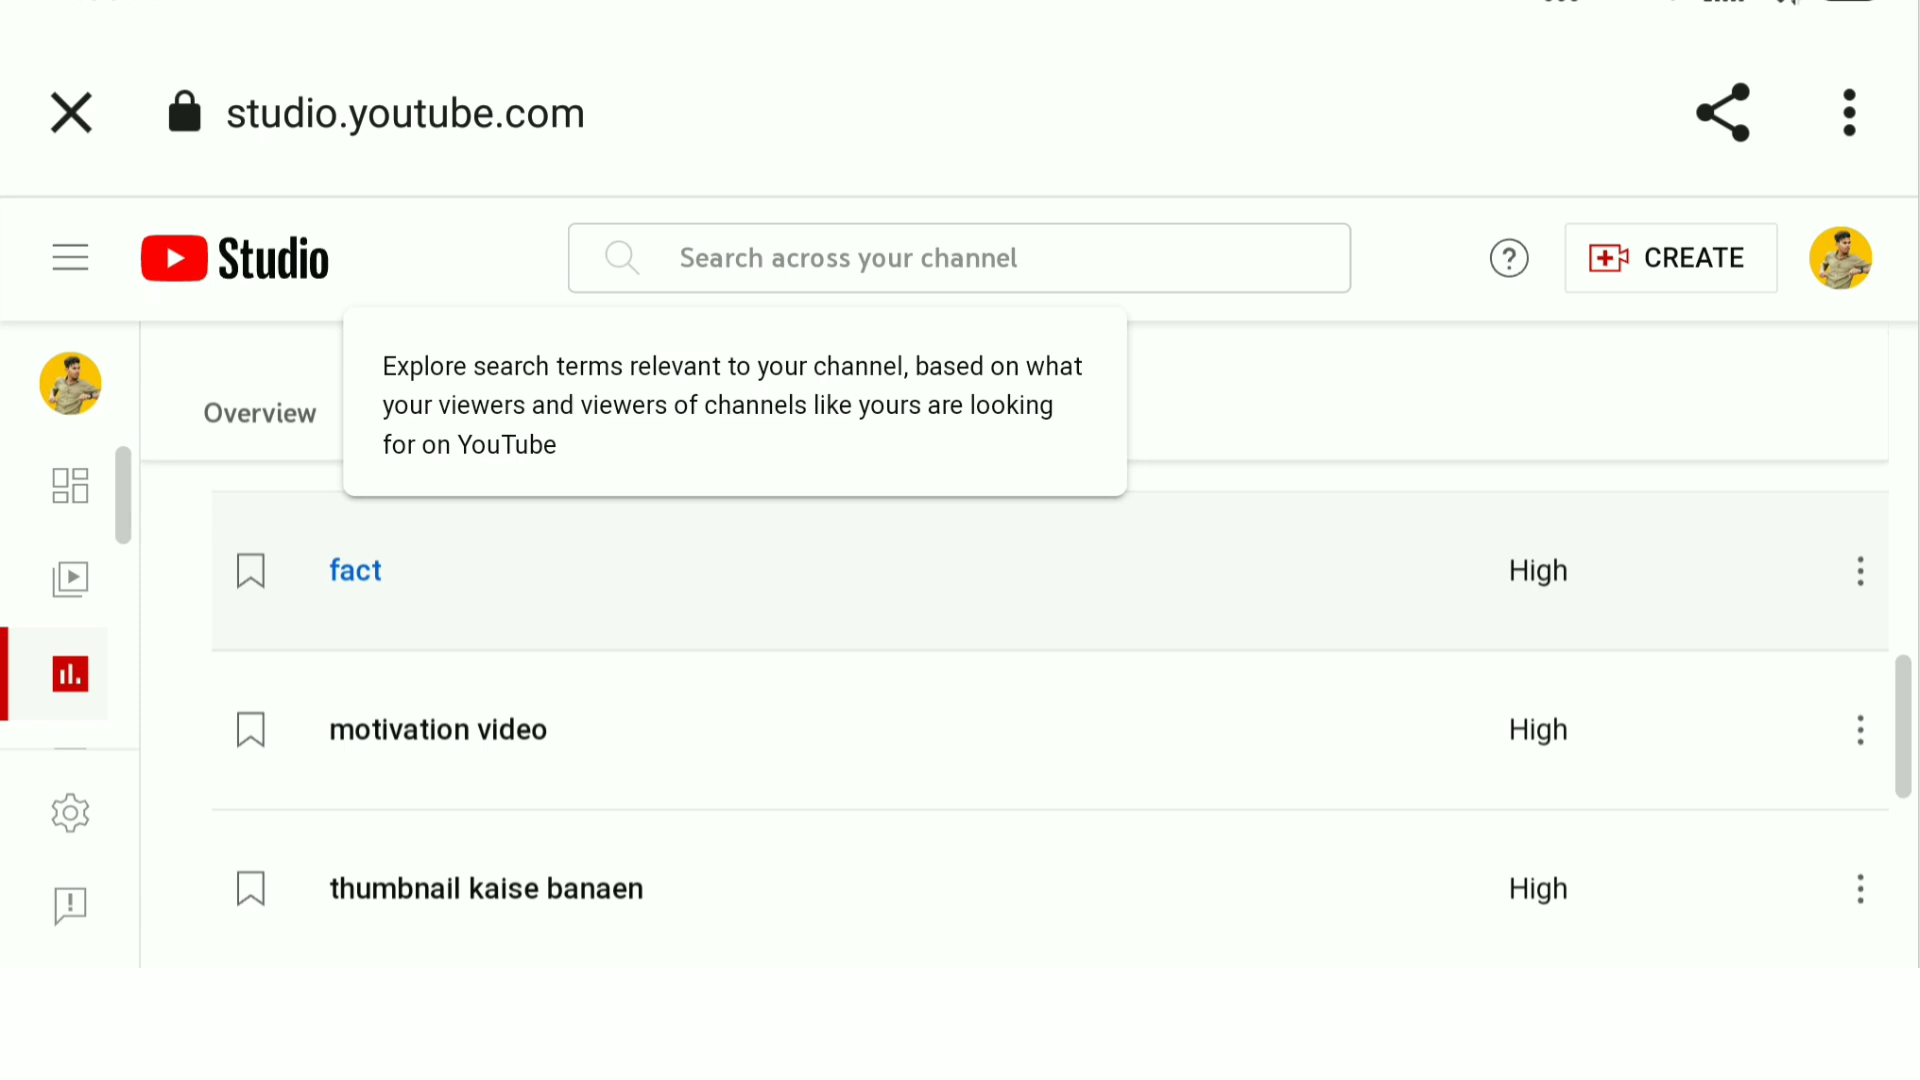 studio.youtube.com
Studio
Search across your channel
? CREATE
Explore search terms relevant to your channel, based on what
your viewers and viewers of channels like yours are looking
for on YouTube
Overview
fact High
motivation video High
thumbnail kaise banaen High